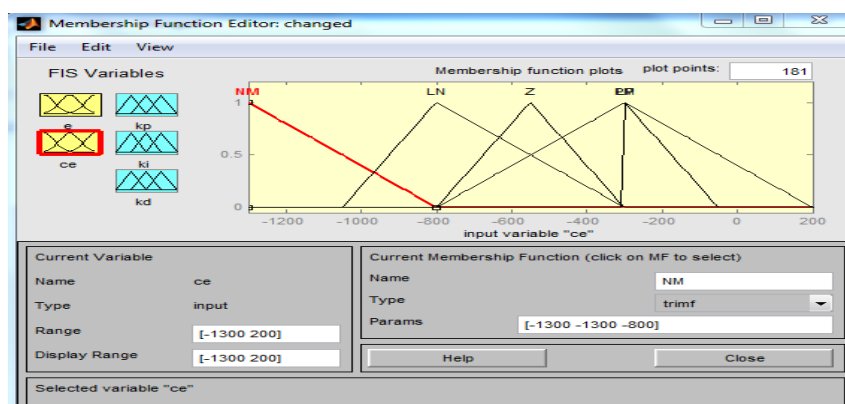 Membership Function Editor: changed
File Edit View
FIS Variables
Membership function plots plot points: 181
NM LN Z
1
e kp
0.5
ce ki
0
kd
-1200 -1000 -800 -600 -400 -200 0 200
input variable "ce"
Current Variable
Current Membership Function (click on MF to select)
Name ce
Name NM
Type input
Type trimf
Range [-1300 200]
Params [-1300 -1300 -800]
Display Range [-1300 200]
Help Close
Selected variable "ce"